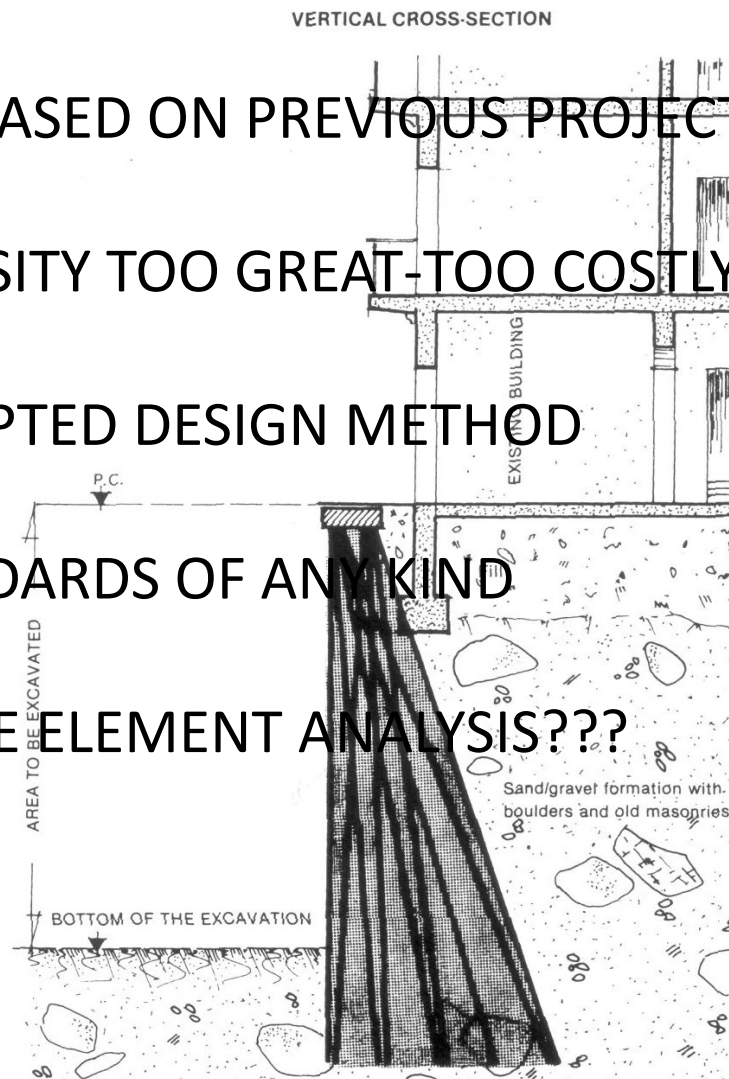 VERTICAL CROSS-SECTION
ASED ON PREVIOUS PROJECT
SITY TOO GREAT-TOO COSTLY
EXISTING BUILDING
PTED DESIGN METHOD
P.C.
DARDS OF ANY KIND
AREA TO BE EXCAVATED
E ELEMENT ANALYSIS???
Sand/gravel formation with
boulders and old masonries
BOTTOM OF THE EXCAVATION